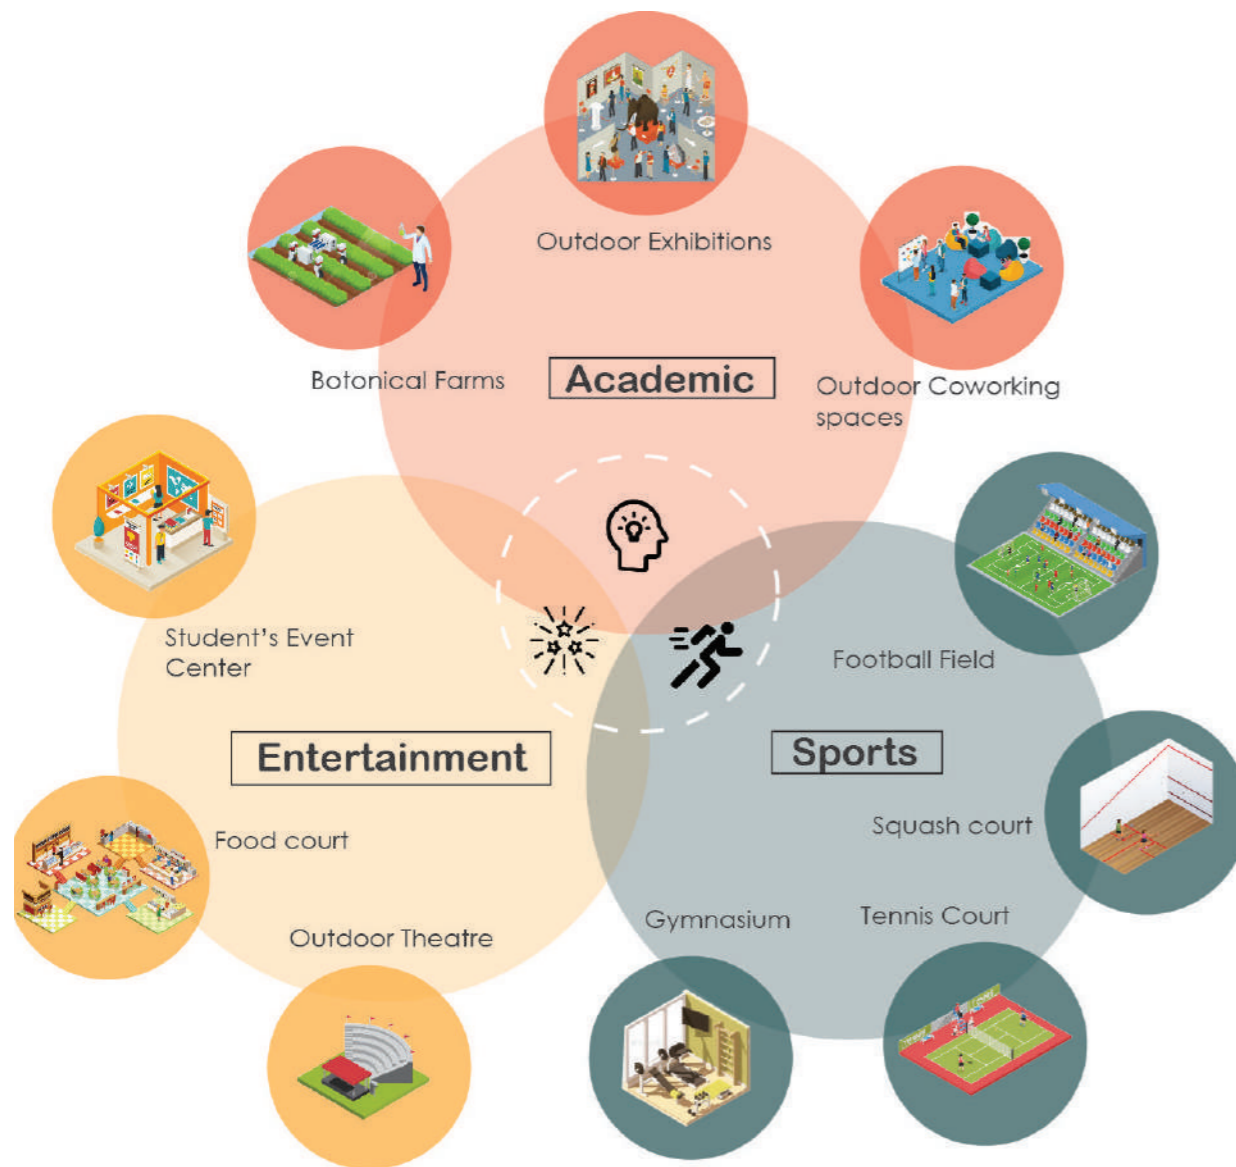 Outdoor Exhibitions
Botonical Farms
Academic
Outdoor Coworking
spaces
Student's Event
Center
Football Field
Entertainment
Sports
Food court
Squash court
Gymnasium
Tennis Court
Outdoor Theatre